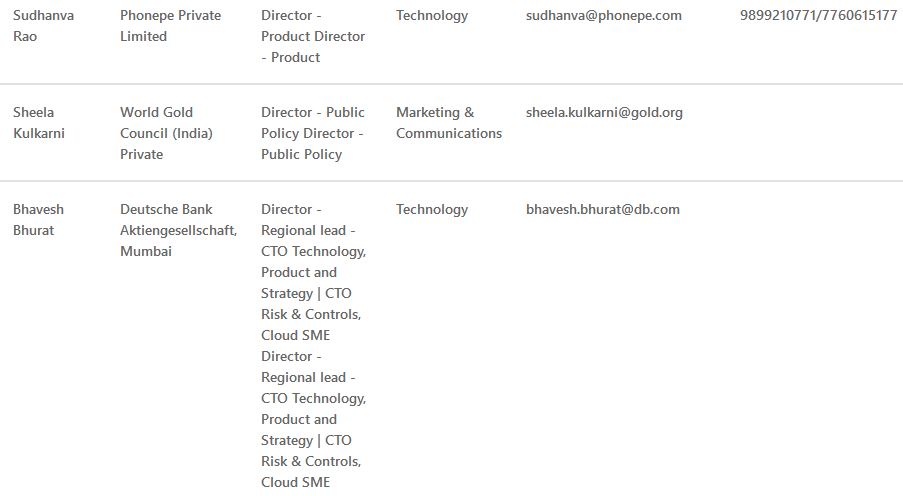 Sudhanva
Rao
Phonepe Private
Limited
Director -
Product Director
- Product
Technology
sudhanva@phonepe.com
9899210771/7760615177
Sheela
Kulkarni
World Gold
Council (India)
Private
Director - Public
Policy Director -
Public Policy
Marketing &
Communications
sheela.kulkarni@gold.org
Bhavesh
Bhurat
Deutsche Bank
Aktiengesellschaft,
Mumbai
Director -
Regional lead -
CTO Technology,
Product and
Strategy | CTO
Risk & Controls,
Cloud SME
Director -
Regional lead -
CTO Technology,
Product and
Strategy | CTO
Risk & Controls,
Cloud SME
Technology
bhavesh.bhurat@db.com